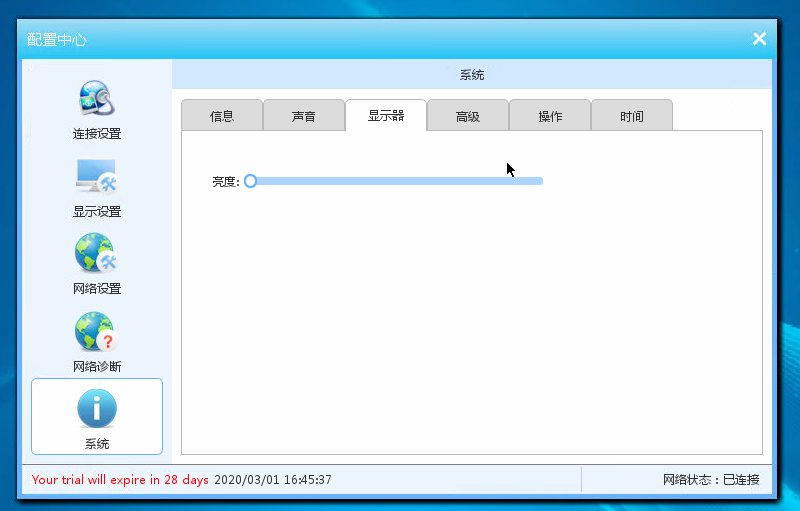 配置中心
连接设置
显示设置
网络设置
网络诊断
系统
系统
信息 声音 显示器 高级 操作 时间
亮度:
Your trial will expire in 28 days 2020/03/01 16:45:37
网络状态：已连接